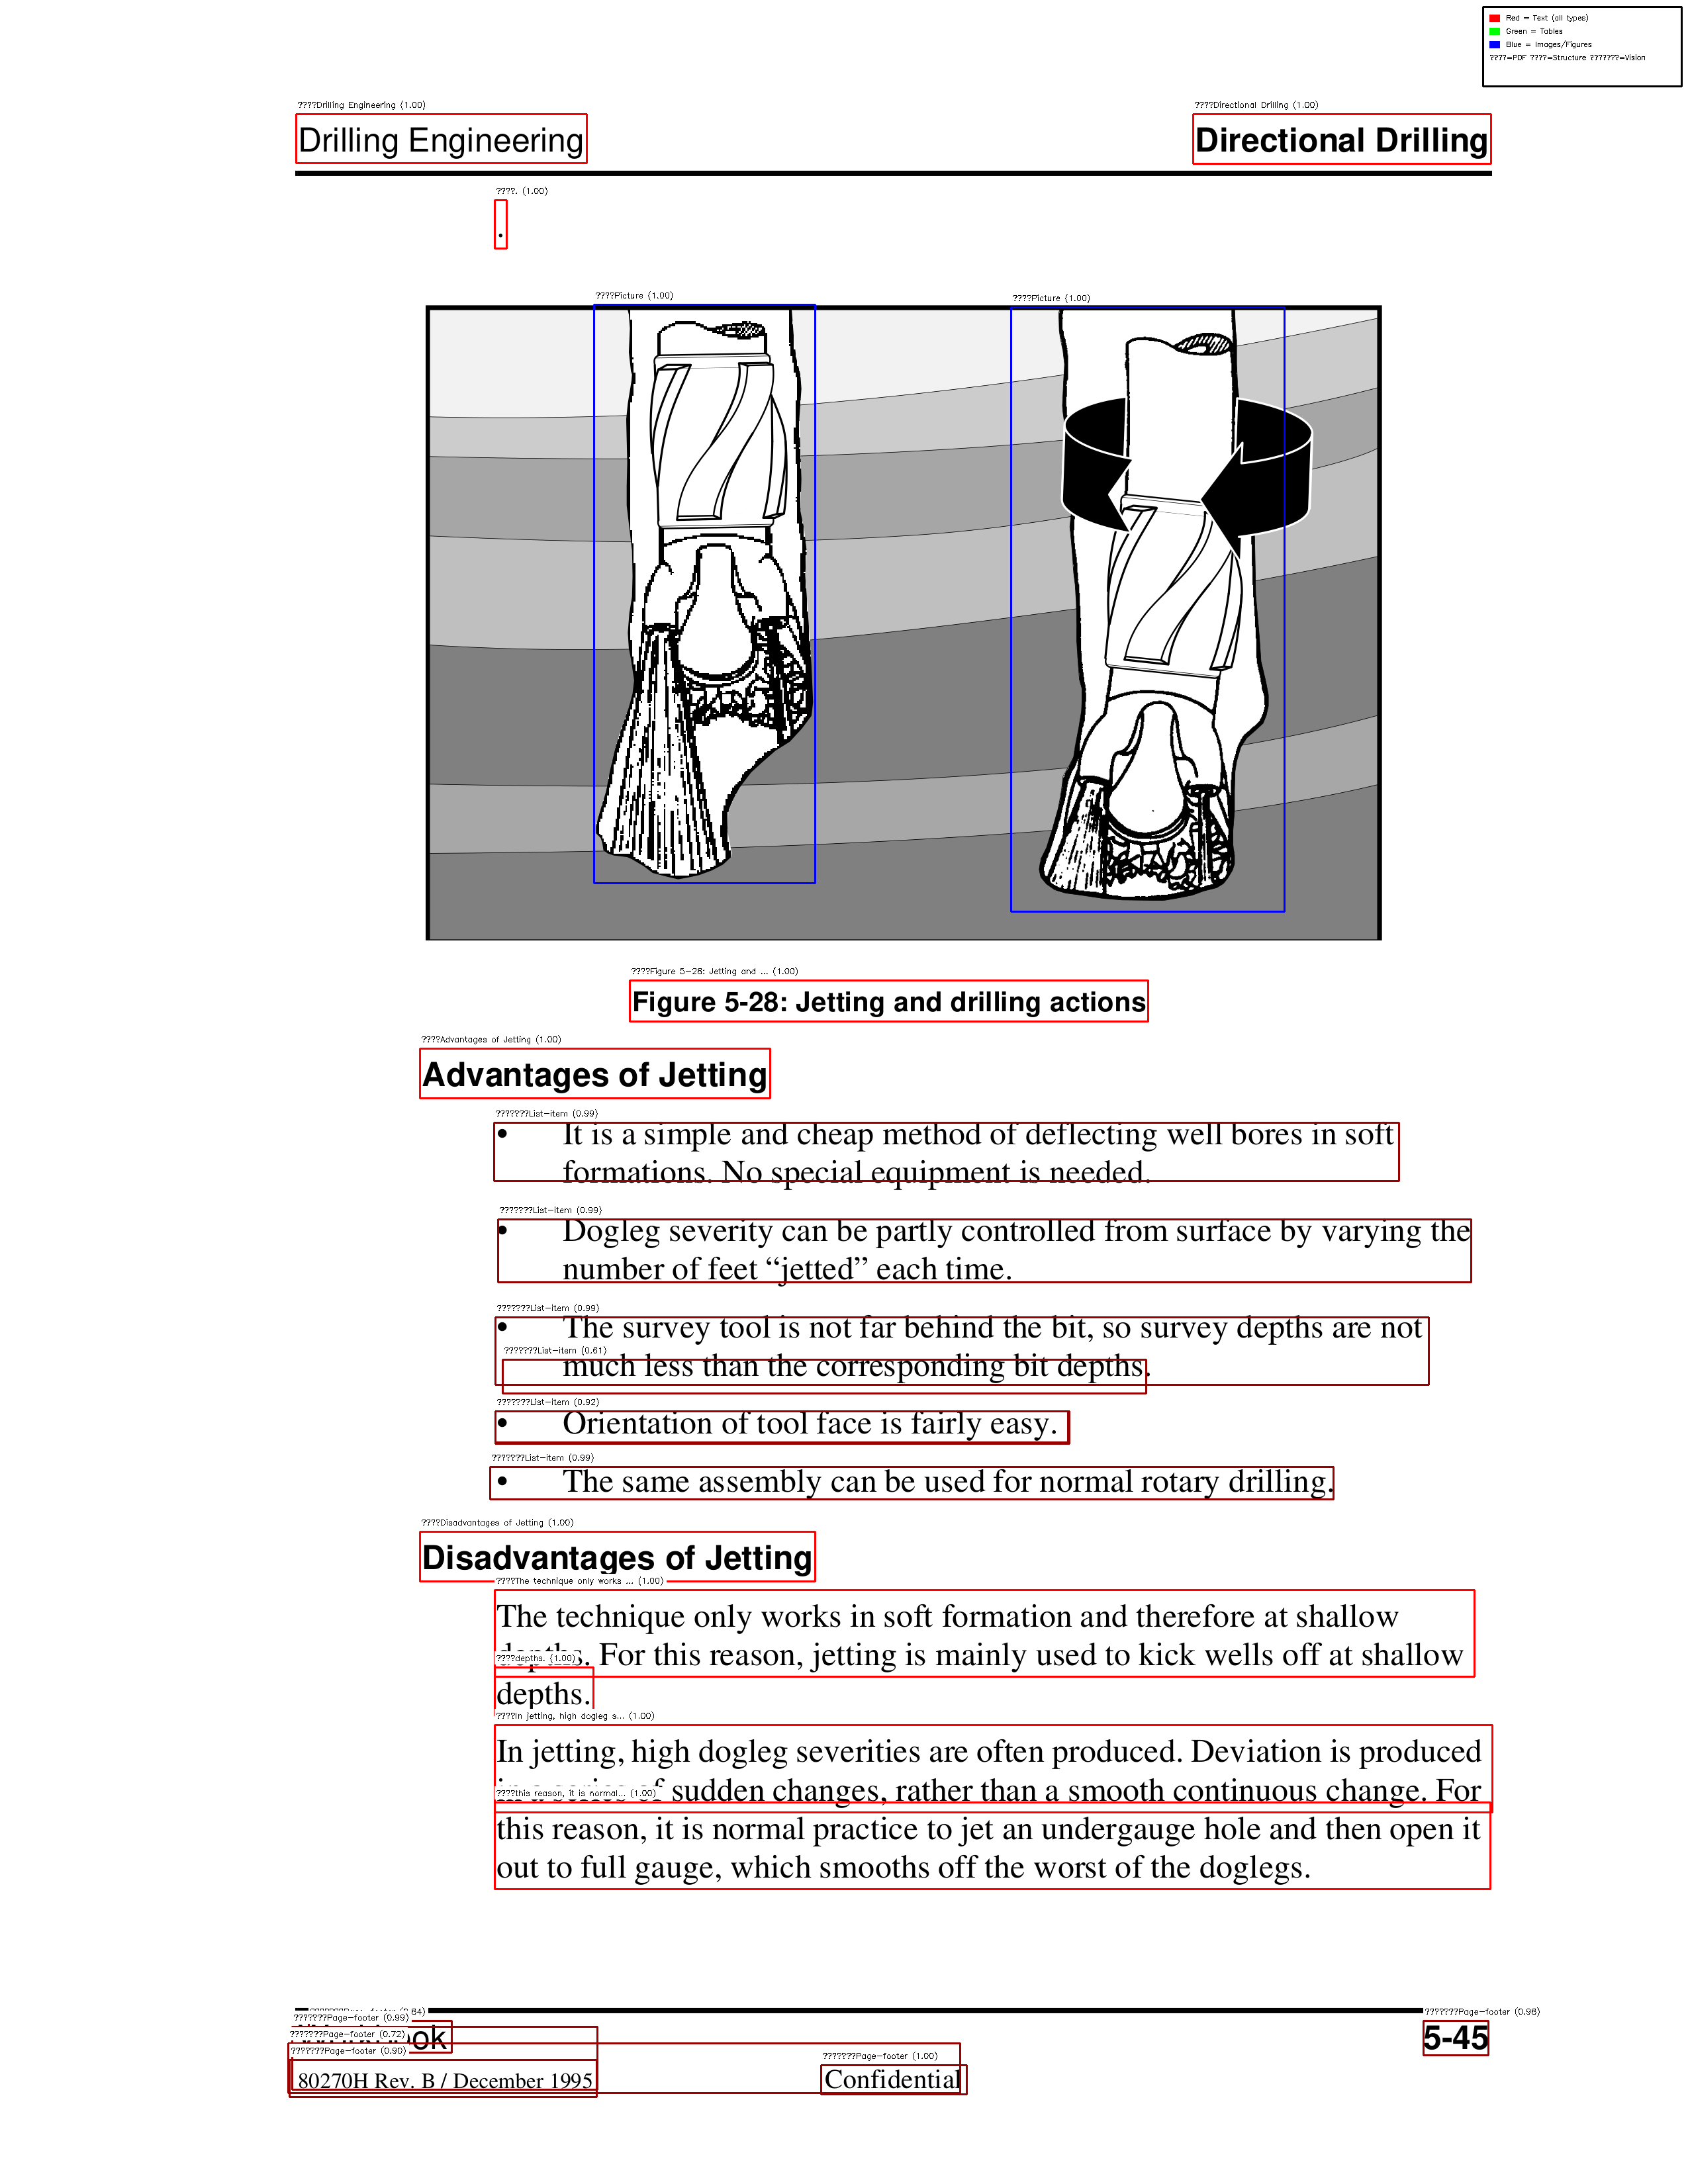 Red = Text (all types)
Green = Tables
Blue = Images/Figures
????=PDF ????=Structure ???????=Vision
????Drilling Engineering (1.00)
????Directional Drilling (1.00)
Drilling Engineering
Directional Drilling
????. (1.00)
.
????Picture (1.00)
????Picture (1.00)
????Figure 5-28: Jetting and ... (1.00)
Figure 5-28: Jetting and drilling actions
????Advantages of Jetting (1.00)
Advantages of Jetting
???????List-item (0.99)
• It is a simple and cheap method of deflecting well bores in soft
formations. No special equipment is needed.
???????List-item (0.99)
• Dogleg severity can be partly controlled from surface by varying the
number of feet “jetted” each time.
???????List-item (0.99)
• The survey tool is not far behind the bit, so survey depths are not
???????List-item (0.61)
much less than the corresponding bit depths.
???????List-item (0.92)
• Orientation of tool face is fairly easy.
???????List-item (0.99)
• The same assembly can be used for normal rotary drilling.
????Disadvantages of Jetting (1.00)
Disadvantages of Jetting
????The technique only works ... (1.00)
The technique only works in soft formation and therefore at shallow
depths. For this reason, jetting is mainly used to kick wells off at shallow
????depths. (1.00)
depths.
????In jetting, high dogleg s... (1.00)
In jetting, high dogleg severities are often produced. Deviation is produced
in a series of sudden changes, rather than a smooth continuous change. For
????this reason, it is normal... (1.00)
this reason, it is normal practice to jet an undergauge hole and then open it
out to full gauge, which smooths off the worst of the doglegs.
???????Page-footer (0.98)
???????Page-footer (0.99)
???????Page-footer (0.72)
5-45
???????Page-footer (0.90)
???????Page-footer (1.00)
80270H Rev. B / December 1995
Confidential